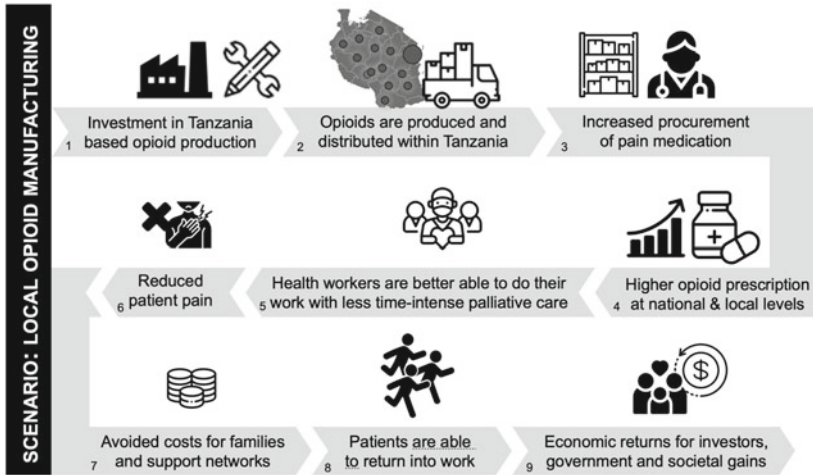 SCENARIO: LOCAL OPIOID MANUFACTURING
1 Investment in Tanzania
based opioid production
2 Opioids are produced and
distributed within Tanzania
3 Increased procurement
of pain medication
4 Higher opioid prescription
at national & local levels
5 Health workers are better able to do their
work with less time-intense palliative care
6 Reduced
patient pain
7 Avoided costs for families
and support networks
8 Patients are able
to return into work
9 Economic returns for investors,
government and societal gains
$